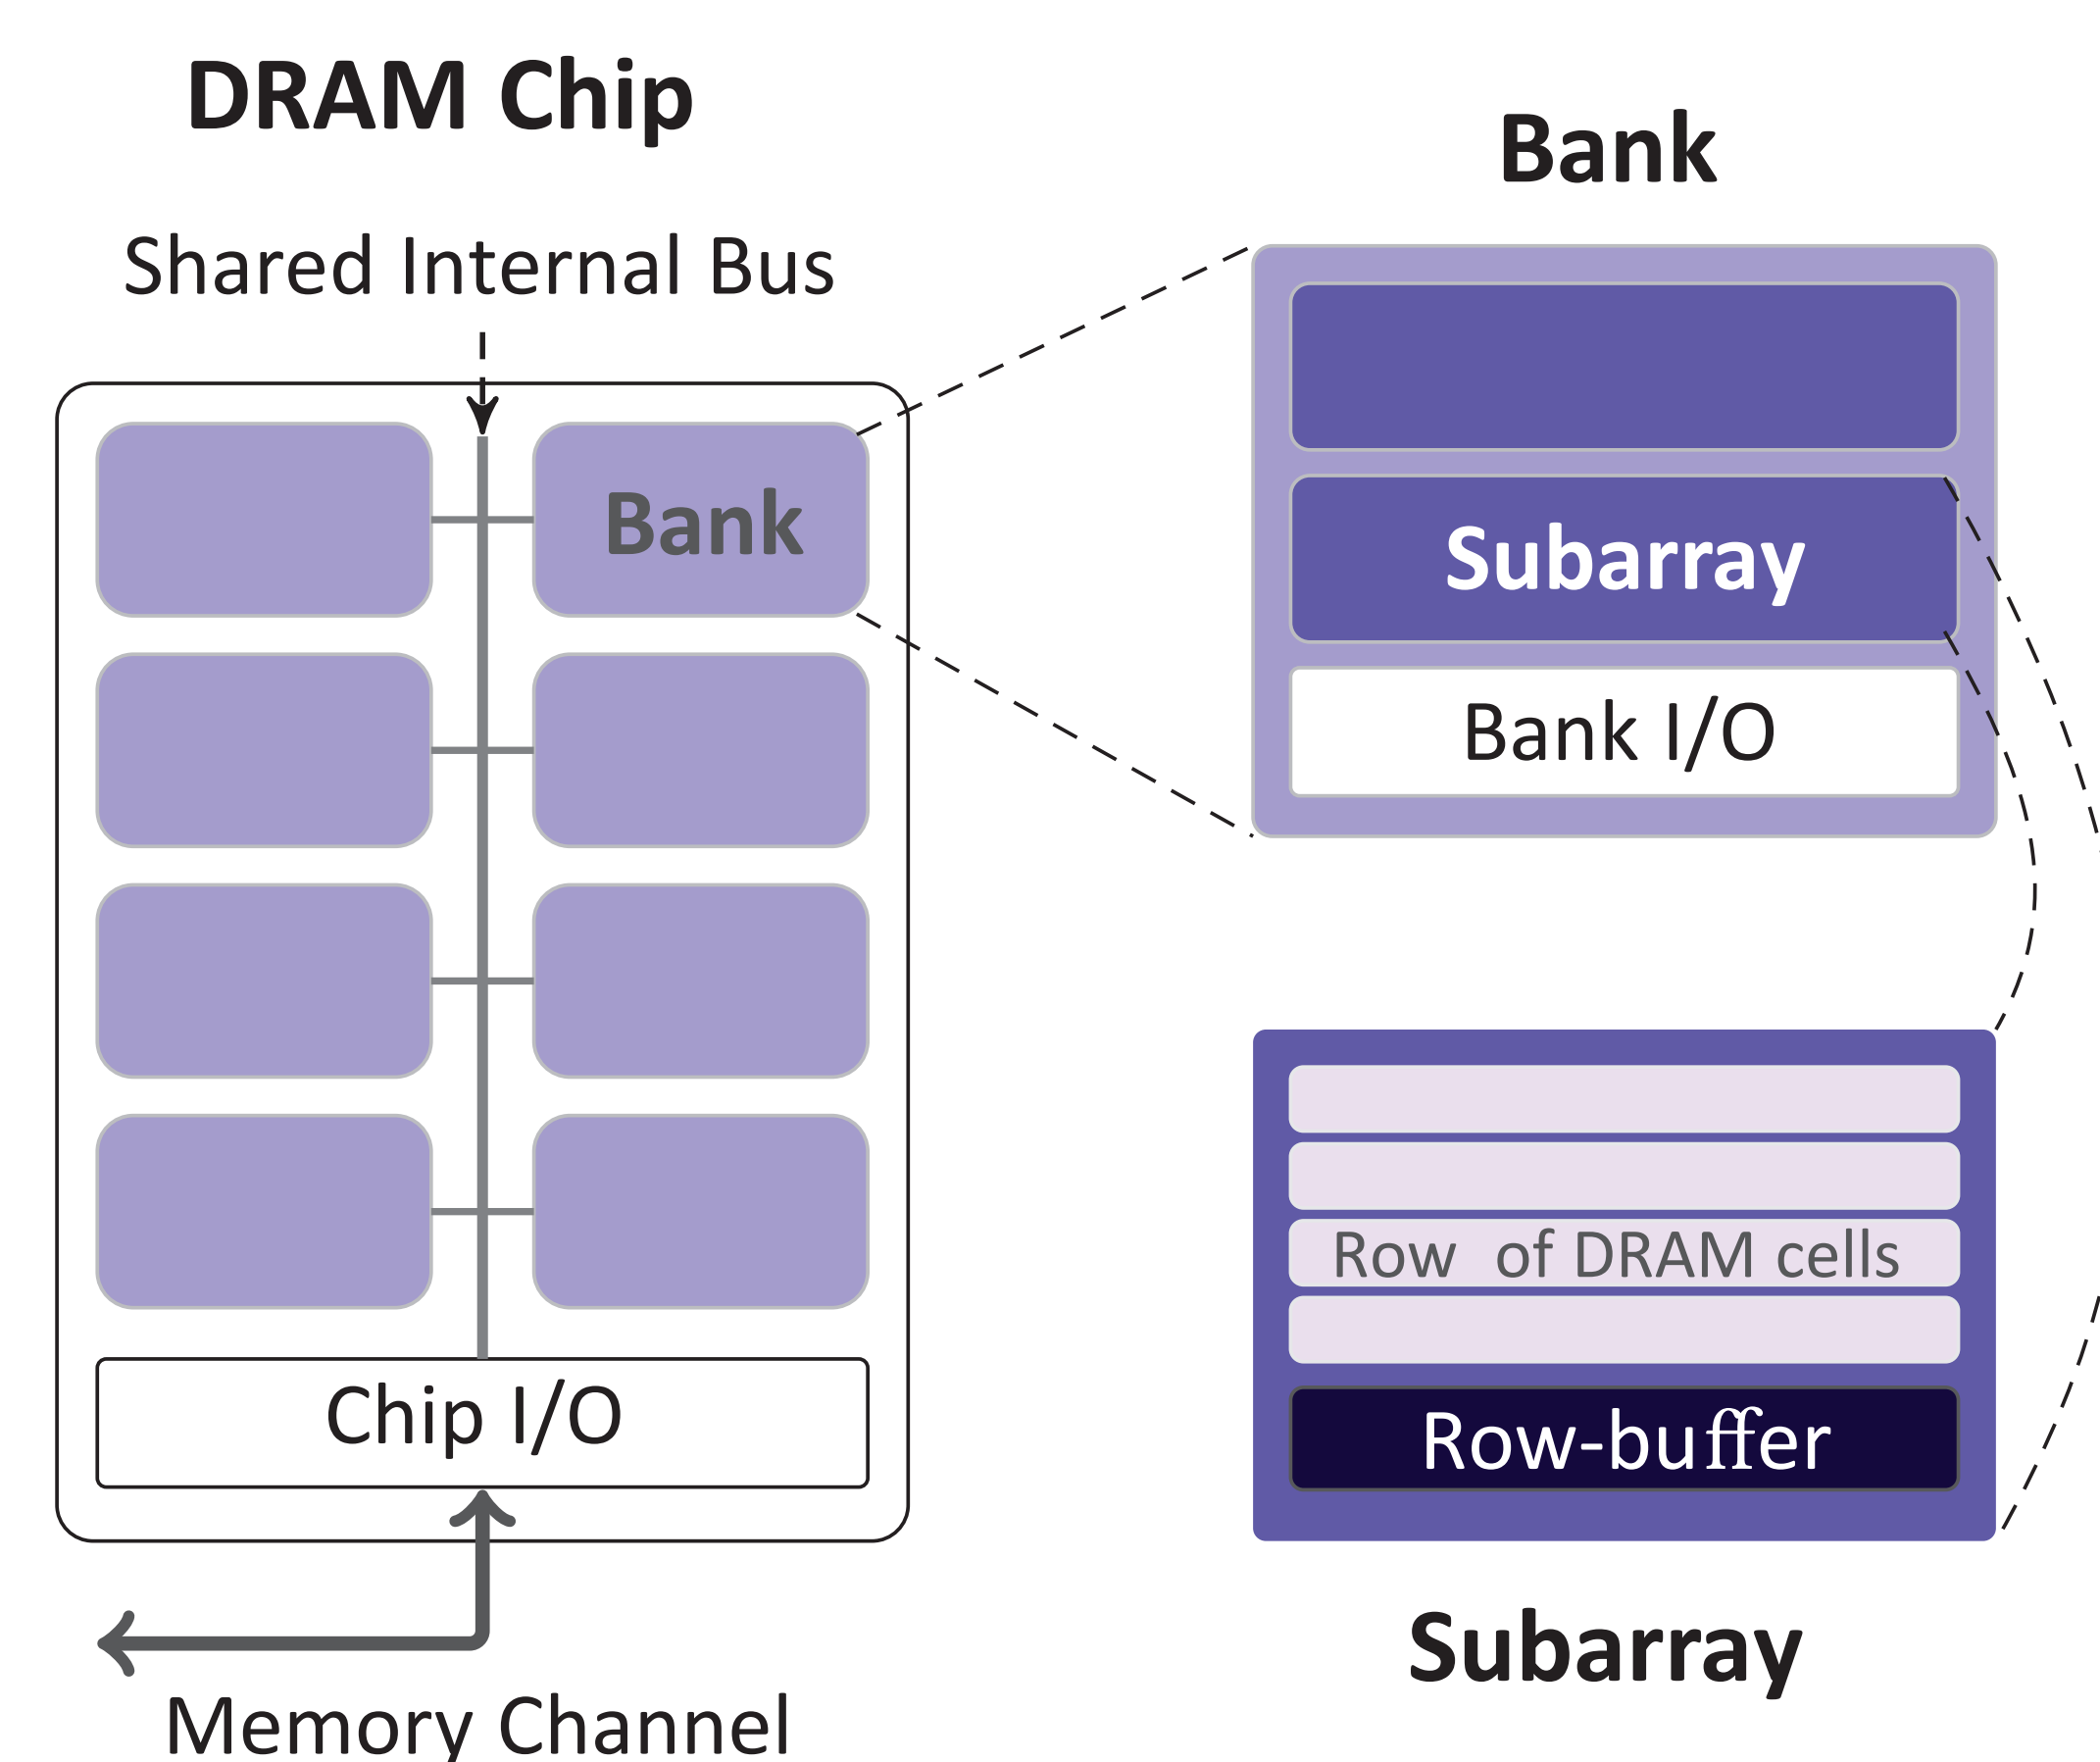 DRAM Chip
Shared Internal Bus
Bank
Chip I/O
Memory Channel
Bank
Subarray
Bank I/O
Row of DRAM cells
Row-buffer
Subarray